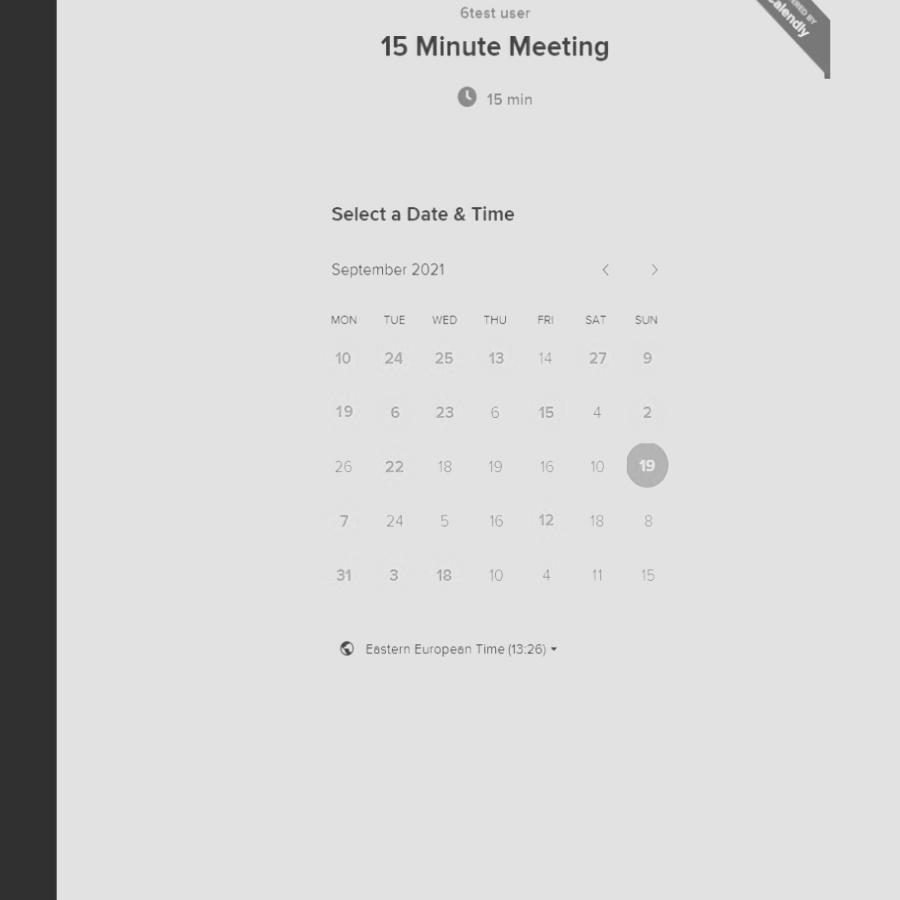 6test user
15 Minute Meeting
15 min
Calendly
Select a Date & Time
September 2021
MON TUE WED THU FRI SAT SUN
10 24 25 13 14 27 9
19 6 23 6 15 4 2
26 22 18 19 16 10 19
7 24 5 16 12 18 8
31 3 18 10 4 11 15
Eastern European Time (13:26)